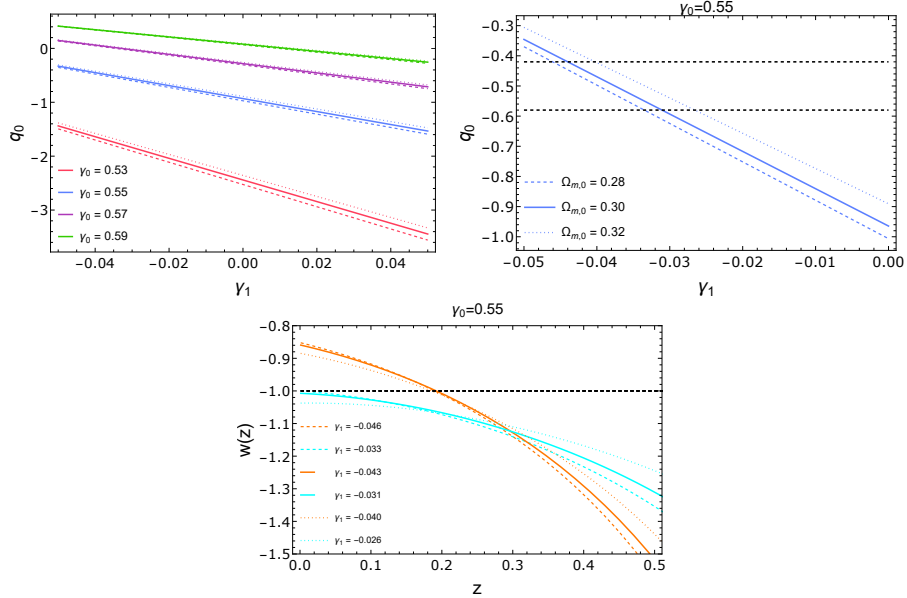 0
−1
−2
−3
q₀
−0.04
−0.02
0.00
0.02
0.04
γ₁
γ₀ = 0.53
γ₀ = 0.55
γ₀ = 0.57
γ₀ = 0.59
γ₀=0.55
−0.3
−0.4
−0.5
−0.6
−0.7
−0.8
−0.9
−1.0
q₀
−0.05
−0.04
−0.03
−0.02
−0.01
0.00
γ₁
Ωm,0 = 0.28
Ωm,0 = 0.30
Ωm,0 = 0.32
γ₀=0.55
−0.8
−0.9
−1.0
−1.1
−1.2
−1.3
−1.4
−1.5
w(z)
0.0
0.1
0.2
0.3
0.4
0.5
z
γ₁ = −0.046
γ₁ = −0.033
γ₁ = −0.043
γ₁ = −0.031
γ₁ = −0.040
γ₁ = −0.026